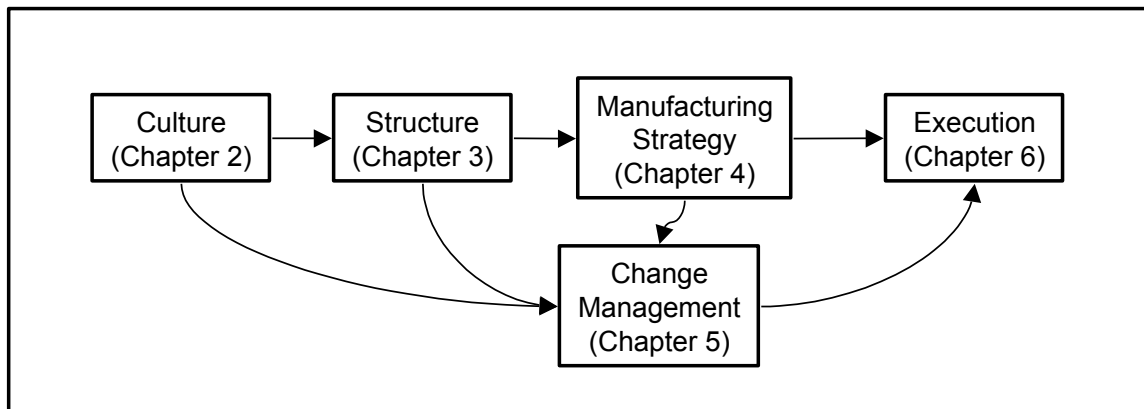 Culture
(Chapter 2)
Structure
(Chapter 3)
Manufacturing
Strategy
(Chapter 4)
Execution
(Chapter 6)
Change
Management
(Chapter 5)